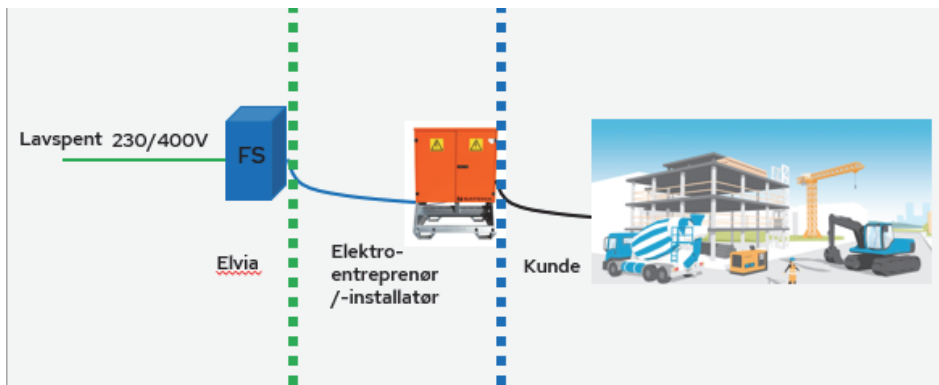 Lavspent 230/400V
FS
Elvia
Elektro-
entreprenør
/-installatør
Kunde